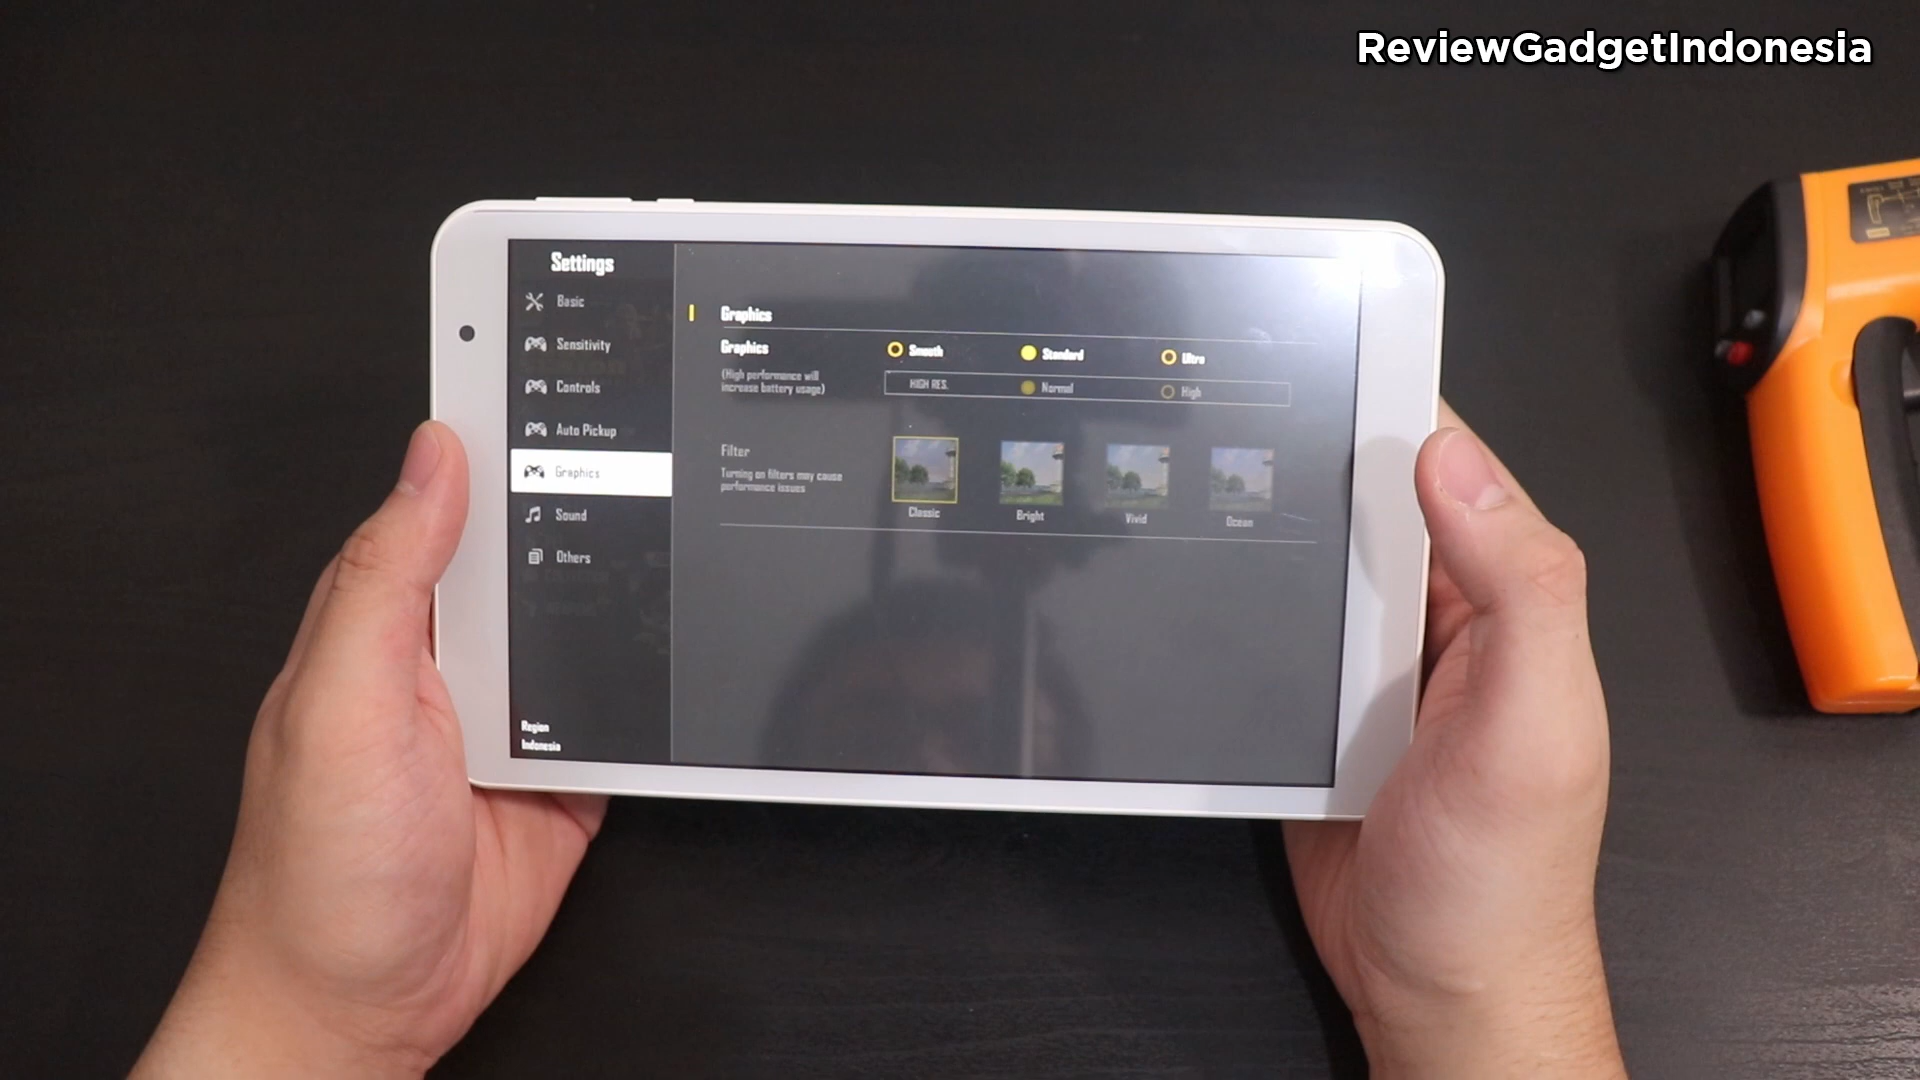 ReviewGadgetIndonesia
Settings
Basic
Sensitivity
Controls
Auto Pickup
Graphics
Sound
Others
Region
Indonesia
Graphics
Graphics
(High performance will
increase battery usage)
Smooth
Standard
Ultra
HIGH RES.
Normal
High
Filter
Turning on filters may cause
performance issues
Classic
Bright
Vivid
Ocean